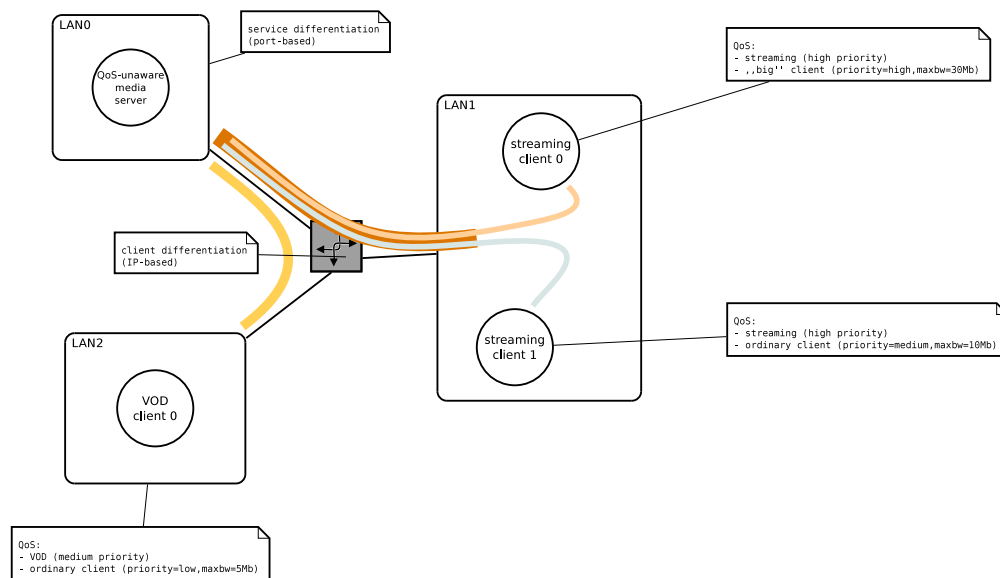 LAN0
QoS-unaware
media
server
service differentiation
(port-based)
QoS:
- streaming (high priority)
- ,,big'' client (priority=high,maxbw=30Mb)
LAN1
streaming
client 0
client differentiation
(IP-based)
QoS:
- streaming (high priority)
- ordinary client (priority=medium,maxbw=10Mb)
streaming
client 1
LAN2
VOD
client 0
QoS:
- VOD (medium priority)
- ordinary client (priority=low,maxbw=5Mb)